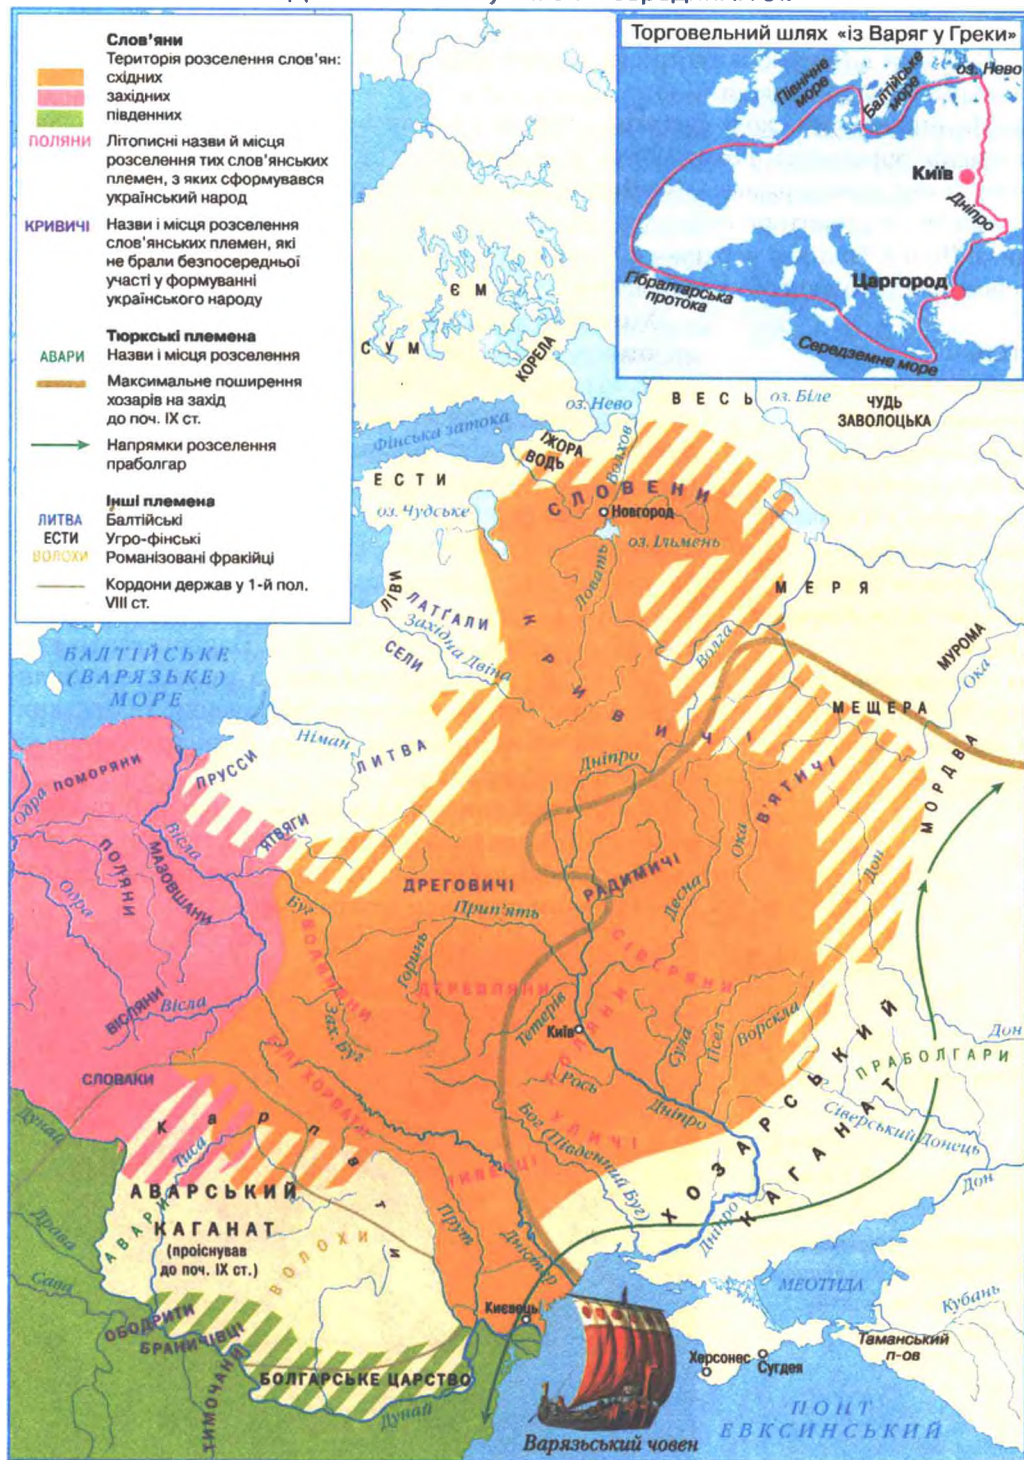 Слов'яни
Територія розселення слов'ян:
східних
західних
південних
ПОЛЯНИ
Літописні назви й місця
розселення тих слов'янських
племен, з яких сформувався
український народ
КРИВИЧІ
Назви і місця розселення
слов'янських племен, які
не брали безпосередньої
участі у формуванні
українського народу
Тюркські племена
АВАРИ
Назви і місця розселення
Максимальне поширення
хозарів на захід
до поч. IX ст.
Напрямки розселення
праболгар
Інші племена
ЛИТВА
Балтійські
ЕСТИ
Угро-фінські
ВОЛОХИ
Романізовані фракійці
Кордони держав у 1-й пол.
VIII ст.
Торговельний шлях «із Варяг у Греки»
Північне
море
Балтійське
море
оз. Нево
Київ
Дніпро
Царгород
Гібралтарська
протока
Середземне море
ЄМ
СУМ
КОРЕЛА
оз. Нево
ВЕСЬ
оз. Біле
ЧУДЬ
ЗАВОЛОЦЬКА
Фінська затока
ІЖОРА
ВОДЬ
Волхов
ЕСТИ
СЛОВЕНИ
Новгород
оз. Чудське
оз. Ільмень
Ловать
ЛІВИ
ЛАТҐАЛИ
Західна Двіна
СЕЛИ
МЕРЯ
КРИВИЧІ
Волга
МУРОМА
Ока
БАЛТІЙСЬКЕ
(ВАРЯЗЬКЕ)
МОРЕ
МЕЩЕРА
МОРДВА
Німан
ЛИТВА
ПРУССИ
Дніпро
ПОМОРЯНИ
Одра
ЯТВЯГИ
В'ЯТИЧІ
Ока
Вісла
МАЗОВШАНИ
ПОЛЯНИ
Одра
ДРЕГОВИЧІ
РАДИМИЧІ
Дон
Прип'ять
Десна
Буг
ВОЛИНЯНИ
Горинь
СІВЕРЯНИ
ДЕРЕВЛЯНИ
ВІСЛЯНИ
Вісла
Зах. Буг
Тетерів
Київ
ПОЛЯНИ
Сула
Псел
Ворскла
Дон
ПРАБОЛГАРИ
СЛОВАКИ
БІЛІ ХОРВАТИ
Рось
Дніпро
ХОЗАРСЬКИЙ
КАГАНАТ
Сіверський Донець
Дунай
Карпати
Тиса
УЛИЧІ
Бог (Південний Буг)
ТИВЕРЦІ
Дон
АВАРСЬКИЙ
КАГАНАТ
(проіснував
до поч. IX ст.)
АВАРИ
ВОЛОХИ
Драва
Сава
Прут
Дністер
Дніпро
МЕОТИДА
Кубань
ОБОДРИТИ
БРАНИЧІВЦІ
Києвець
Таманський
п-ов
Херсонес
Сугдея
ТИМОЧАНИ
БОЛГАРСЬКЕ ЦАРСТВО
Дунай
ПОНТ
ЕВКСИНСЬКИЙ
Варязьський човен